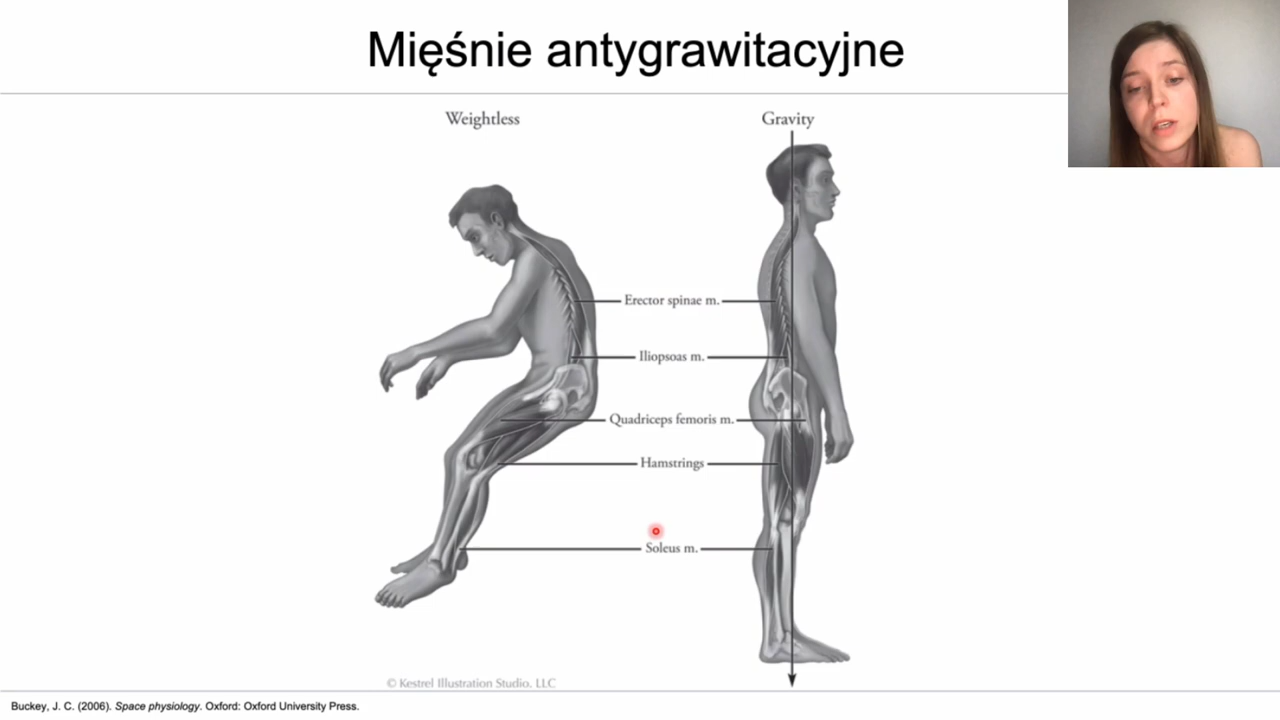 Mięśnie antygrawitacyjne
Weightless
Gravity
Erector spinae m.
Iliopsoas m.
Quadriceps femoris m.
Hamstrings
Soleus m.
© Kestrel Illustration Studio, LLC
Buckey, J. C. (2006). Space physiology. Oxford: Oxford University Press.